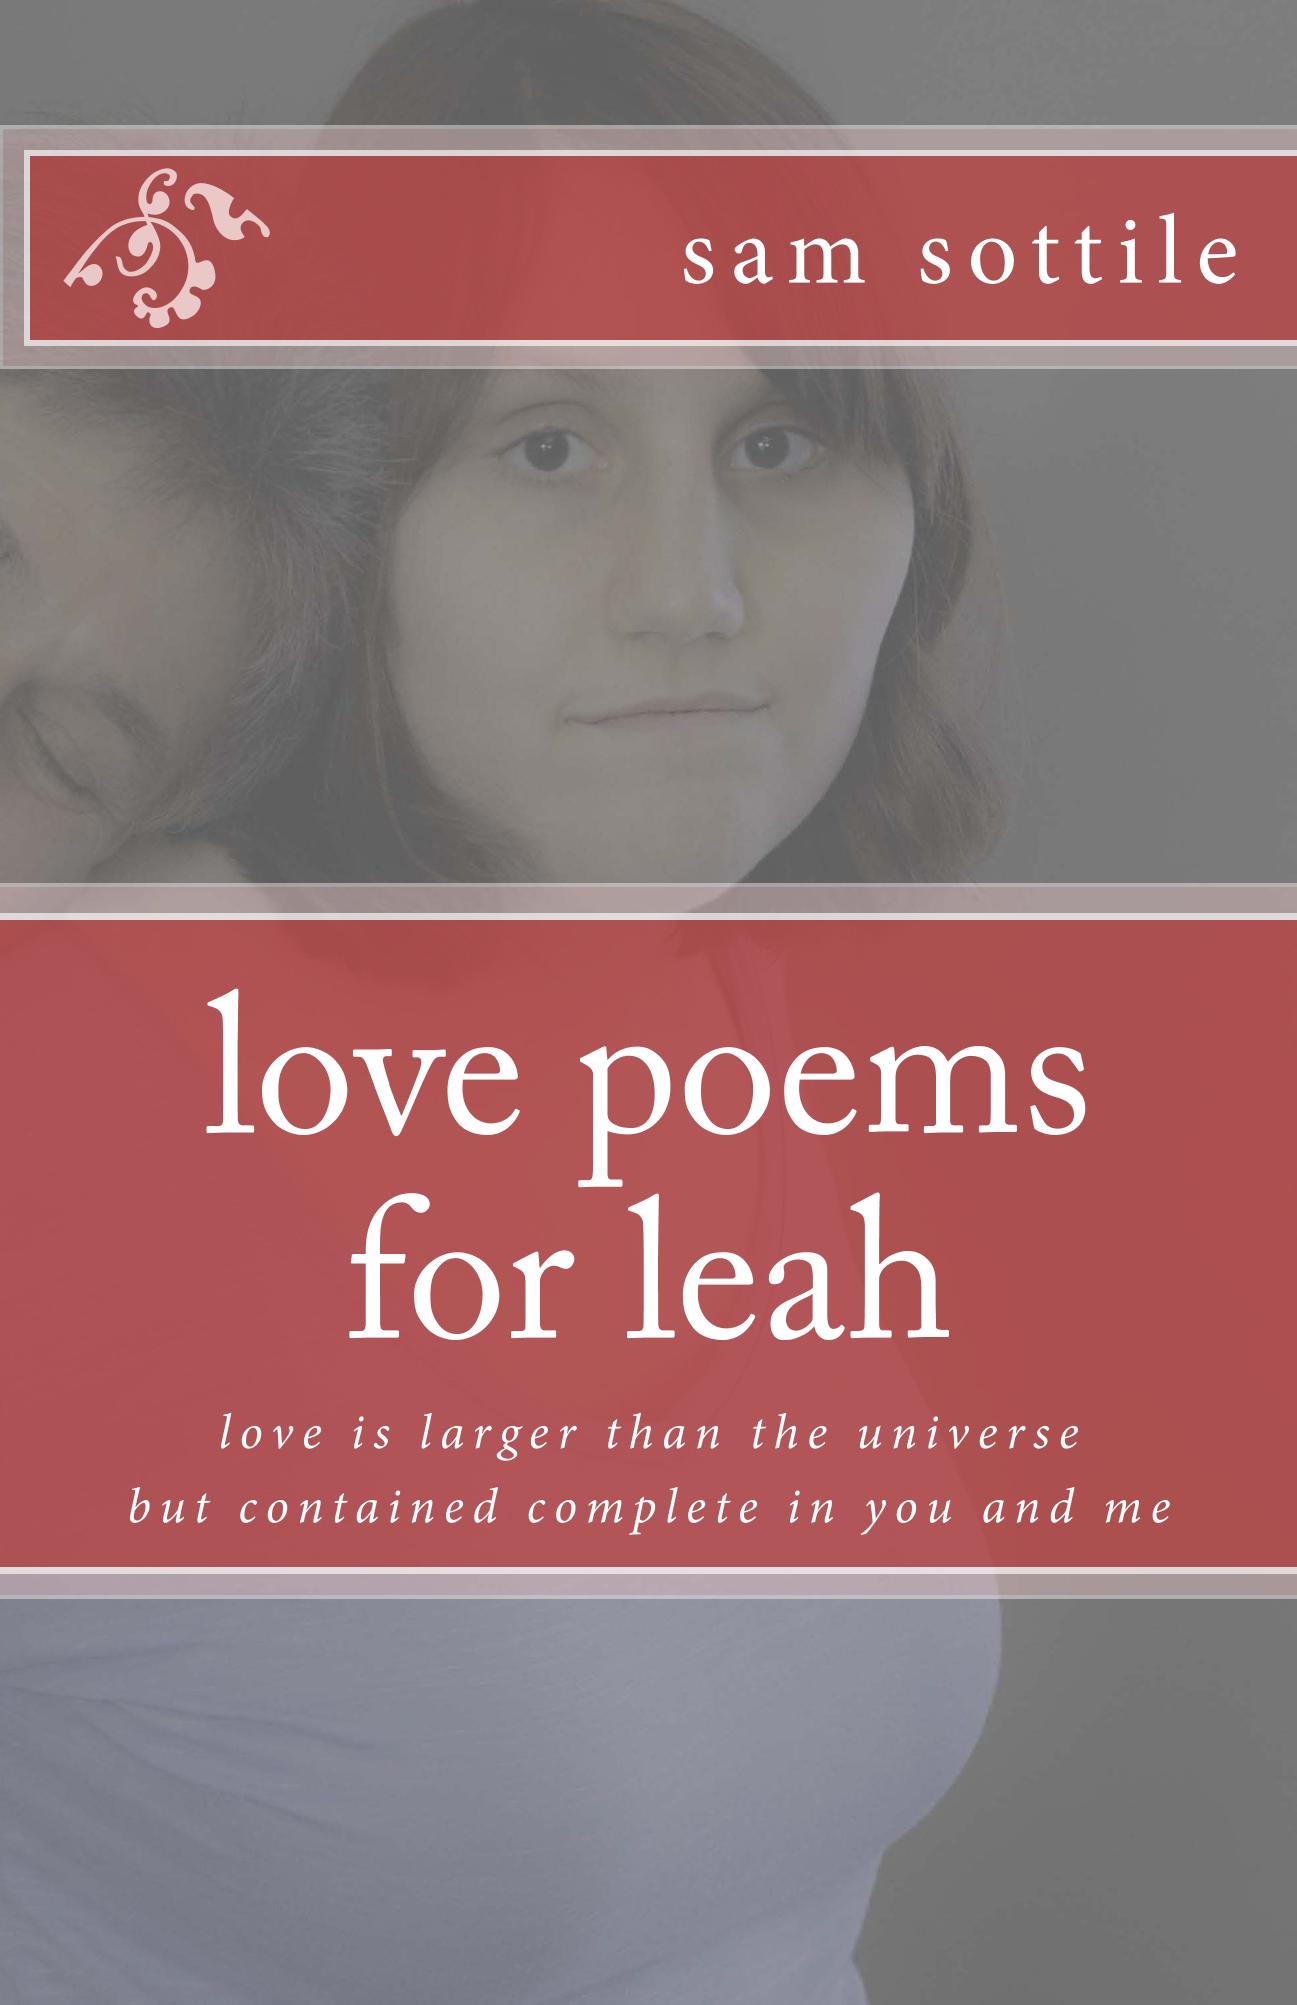 sam sottile
love poems
for leah
love is larger than the universe
but contained complete in you and me